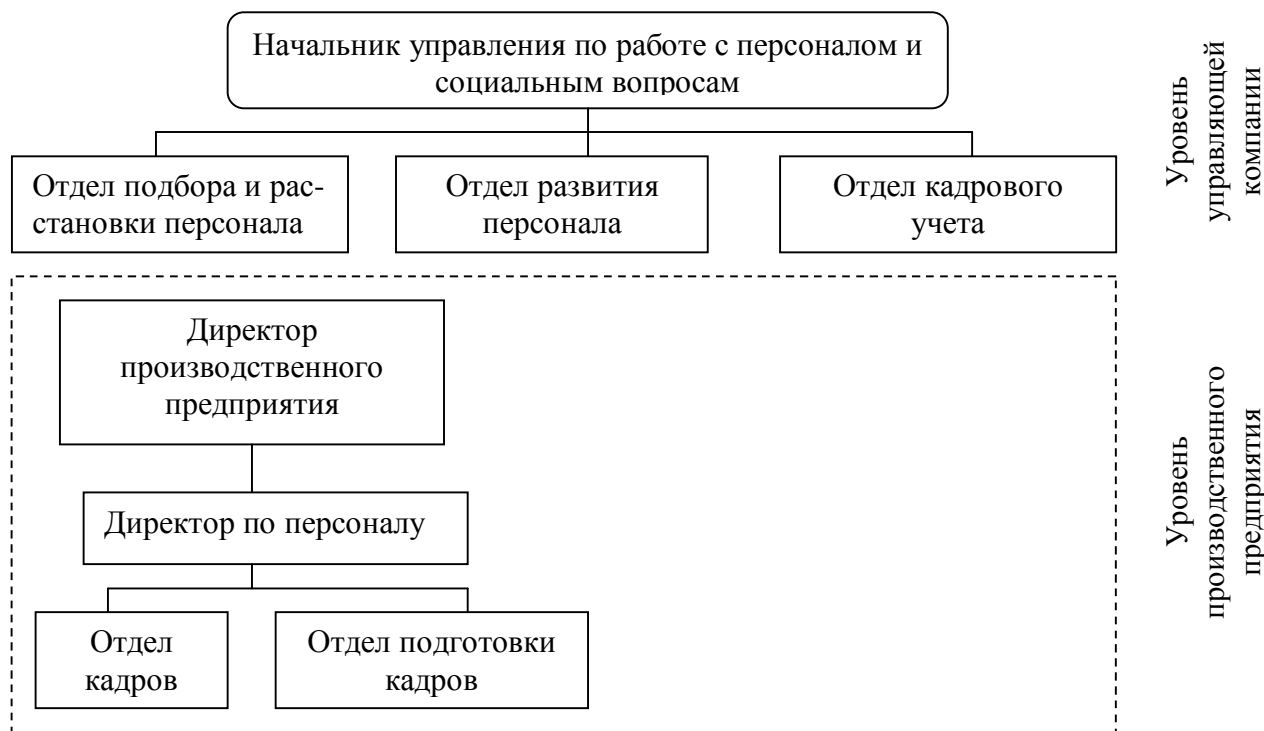 Начальник управления по работе с персоналом и
социальным вопросам
Отдел подбора и рас-
становки персонала
Отдел развития
персонала
Отдел кадрового
учета
Уровень
управляющей
компании
Директор
производственного
предприятия
Директор по персоналу
Отдел
кадров
Отдел подготовки
кадров
Уровень
производственного
предприятия